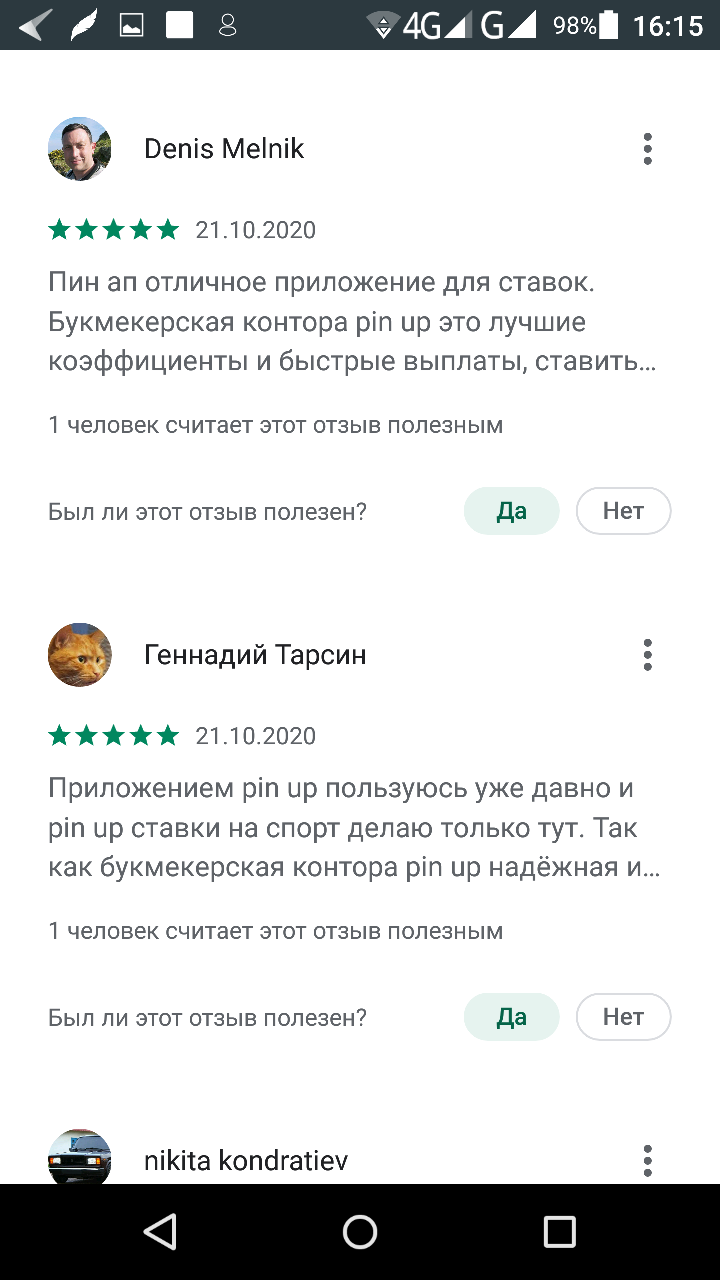 4G G 98% 16:15
Denis Melnik
21.10.2020
Пин ап отличное приложение для ставок.
Букмекерская контора pin up это лучшие
коэффициенты и быстрые выплаты, ставить...
1 человек считает этот отзыв полезным
Был ли этот отзыв полезен? Да Нет
Геннадий Тарсин
21.10.2020
Приложением pin up пользуюсь уже давно и
pin up ставки на спорт делаю только тут. Так
как букмекерская контора pin up надёжная и...
1 человек считает этот отзыв полезным
Был ли этот отзыв полезен? Да Нет
nikita kondratiev